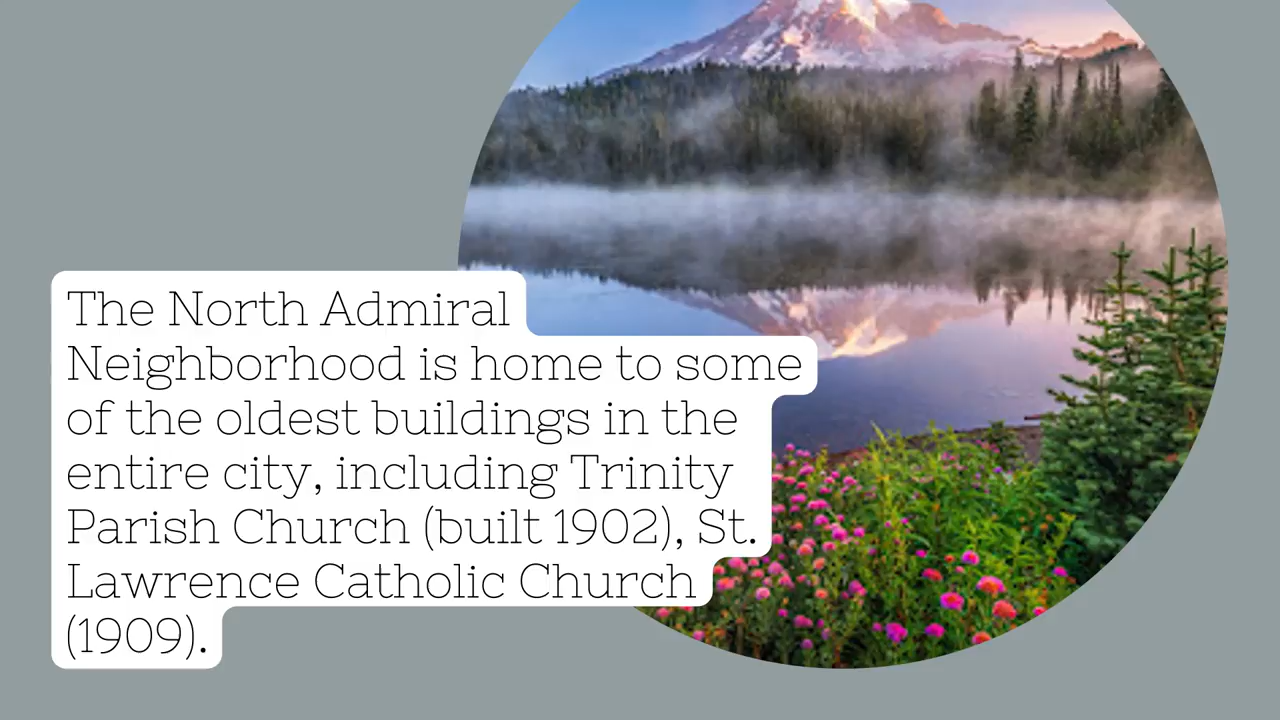 The North Admiral
Neighborhood is home to some
of the oldest buildings in the
entire city, including Trinity
Parish Church (built 1902), St.
Lawrence Catholic Church
(1909).